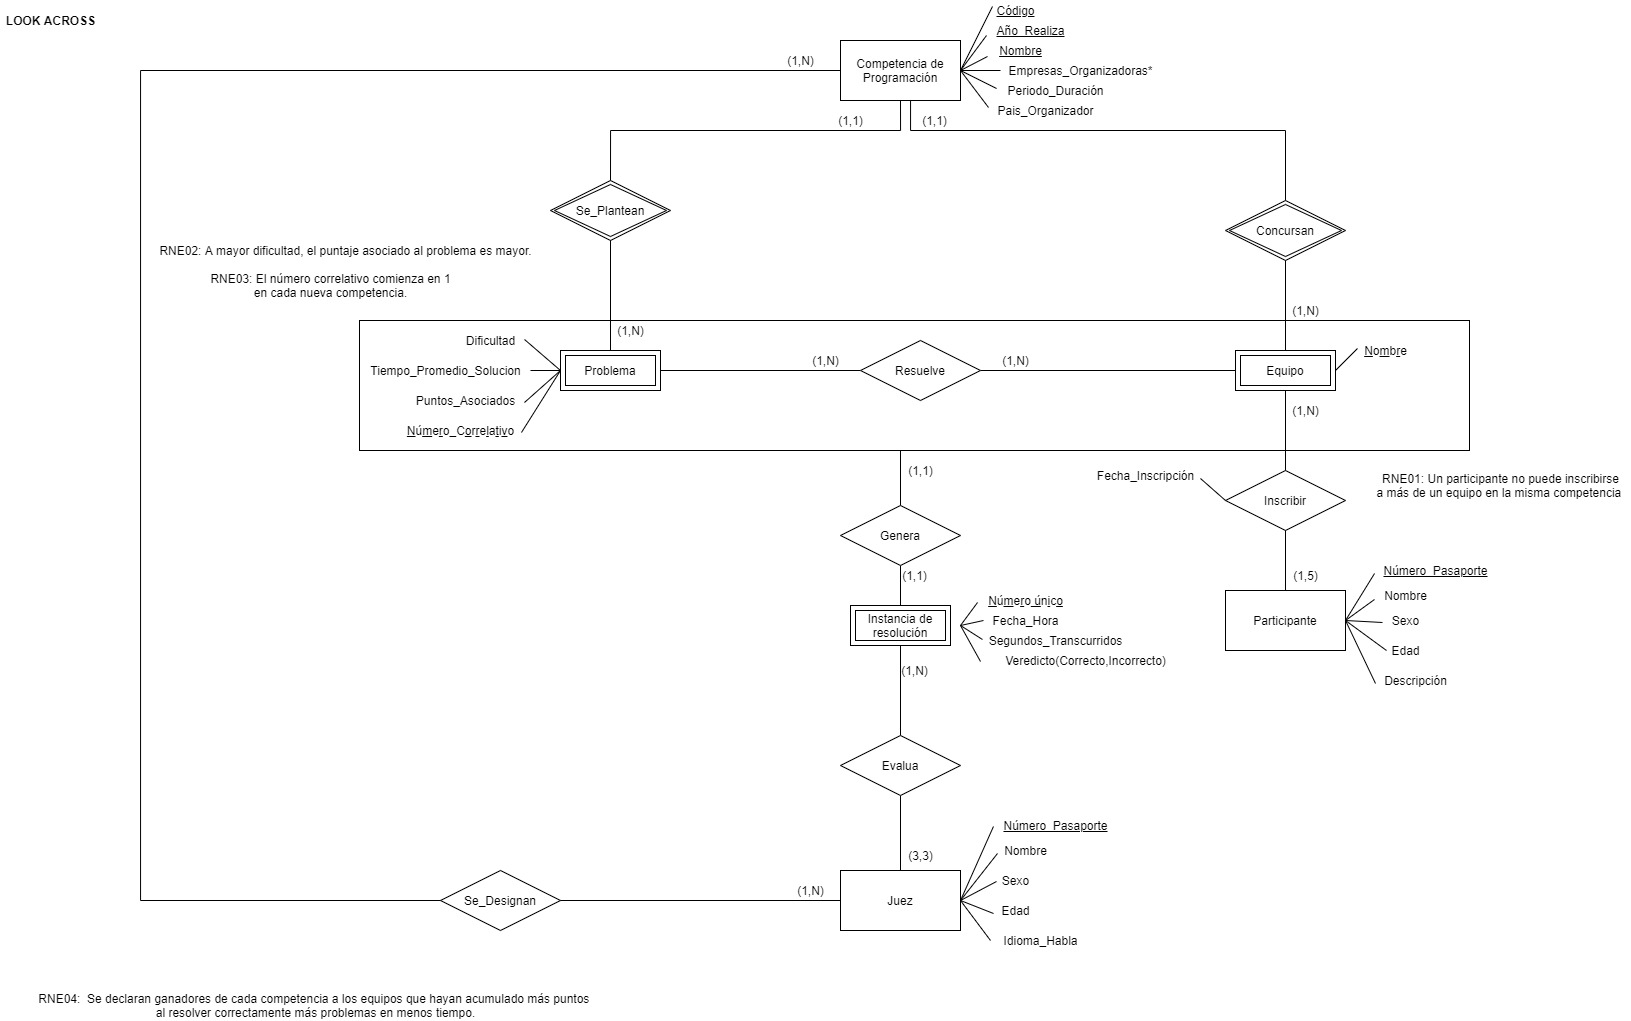 LOOK ACROSS
Código
Año_Realiza
Nombre
Empresas_Organizadoras*
Periodo_Duración
Pais_Organizador
Competencia de
Programación
(1,N)
(1,1)
(1,1)
Se_Plantean
Concursan
RNE02: A mayor dificultad, el puntaje asociado al problema es mayor.
RNE03: El número correlativo comienza en 1
en cada nueva competencia.
(1,N)
(1,N)
Dificultad
Tiempo_Promedio_Solucion
Puntos_Asociados
Número_Correlativo
Problema
(1,N)
Resuelve
(1,N)
Equipo
Nombre
(1,N)
(1,1)
Fecha_Inscripción
Inscribir
RNE01: Un participante no puede inscribirse
a más de un equipo en la misma competencia
Genera
(1,1)
(1,5)
Instancia de
resolución
Número único
Fecha_Hora
Segundos_Transcurridos
Veredicto(Correcto,Incorrecto)
Participante
Número_Pasaporte
Nombre
Sexo
Edad
Descripción
(1,N)
Evalua
(3,3)
Se_Designan
(1,N)
Juez
Número_Pasaporte
Nombre
Sexo
Edad
Idioma_Habla
RNE04: Se declaran ganadores de cada competencia a los equipos que hayan acumulado más puntos
al resolver correctamente más problemas en menos tiempo.